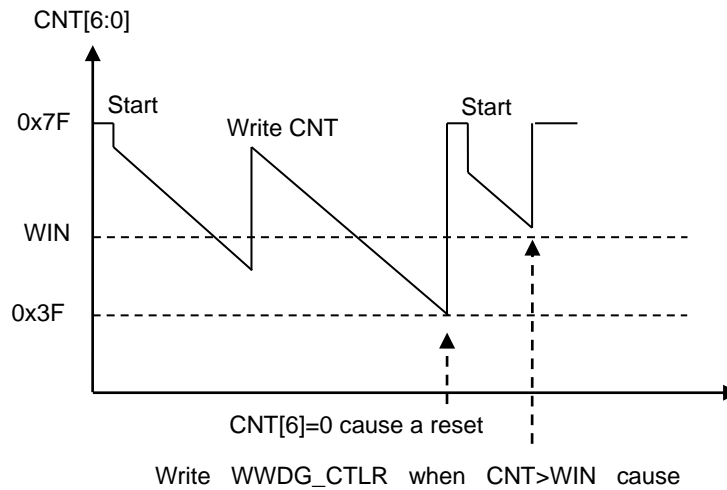 CNT[6:0]
Start
Start
0x7F
Write CNT
WIN
0x3F
CNT[6]=0 cause a reset
Write WWDG_CTLR when CNT>WIN cause